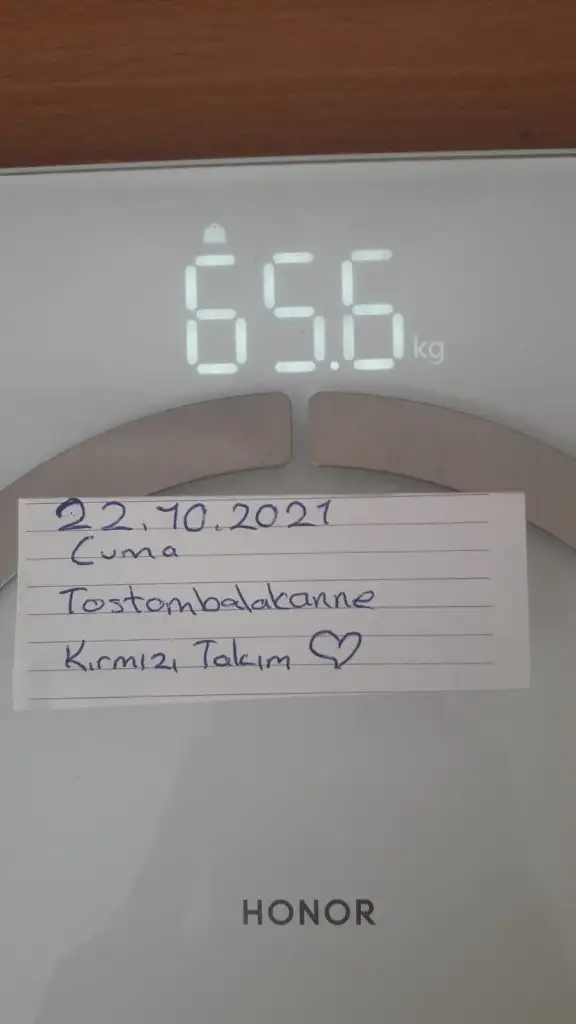 65.6 kg
22.10.2021
Cuma
Tostombalakanne
Kırmızı Takım ♡
HONOR